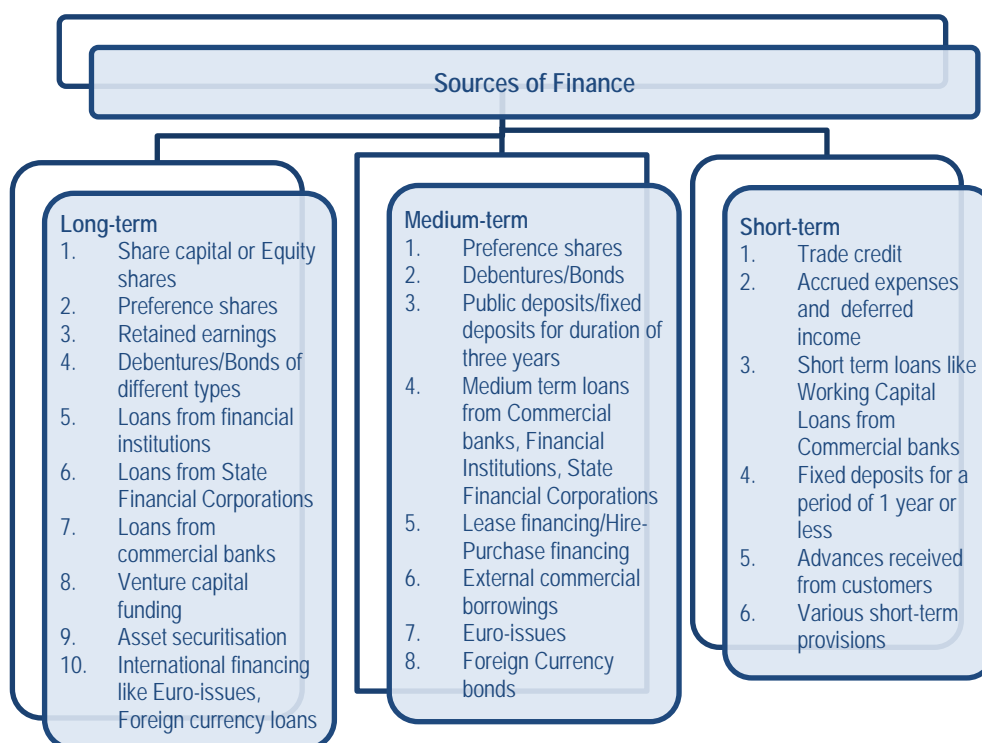 Sources of Finance
Long-term
1. Share capital or Equity
shares
2. Preference shares
3. Retained earnings
4. Debentures/Bonds of
different types
5. Loans from financial
institutions
6. Loans from State
Financial Corporations
7. Loans from
commercial banks
8. Venture capital
funding
9. Asset securitisation
10. International financing
like Euro-issues,
Foreign currency loans
Medium-term
1. Preference shares
2. Debentures/Bonds
3. Public deposits/fixed
deposits for duration of
three years
4. Medium term loans
from Commercial
banks, Financial
Institutions, State
Financial Corporations
5. Lease financing/Hire-
Purchase financing
6. External commercial
borrowings
7. Euro-issues
8. Foreign Currency
bonds
Short-term
1. Trade credit
2. Accrued expenses
and deferred
income
3. Short term loans like
Working Capital
Loans from
Commercial banks
4. Fixed deposits for a
period of 1 year or
less
5. Advances received
from customers
6. Various short-term
provisions